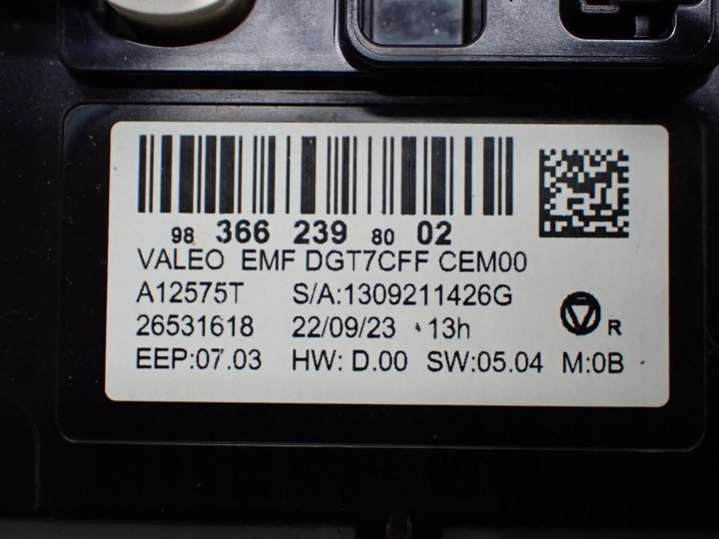 98 366 239 80 02
VALEO EMF DGT7CFF CEM00
A12575T S/A:1309211426G
26531618 22/09/23 13h
EEP:07.03 HW: D.00 SW:05.04 M:0B
R